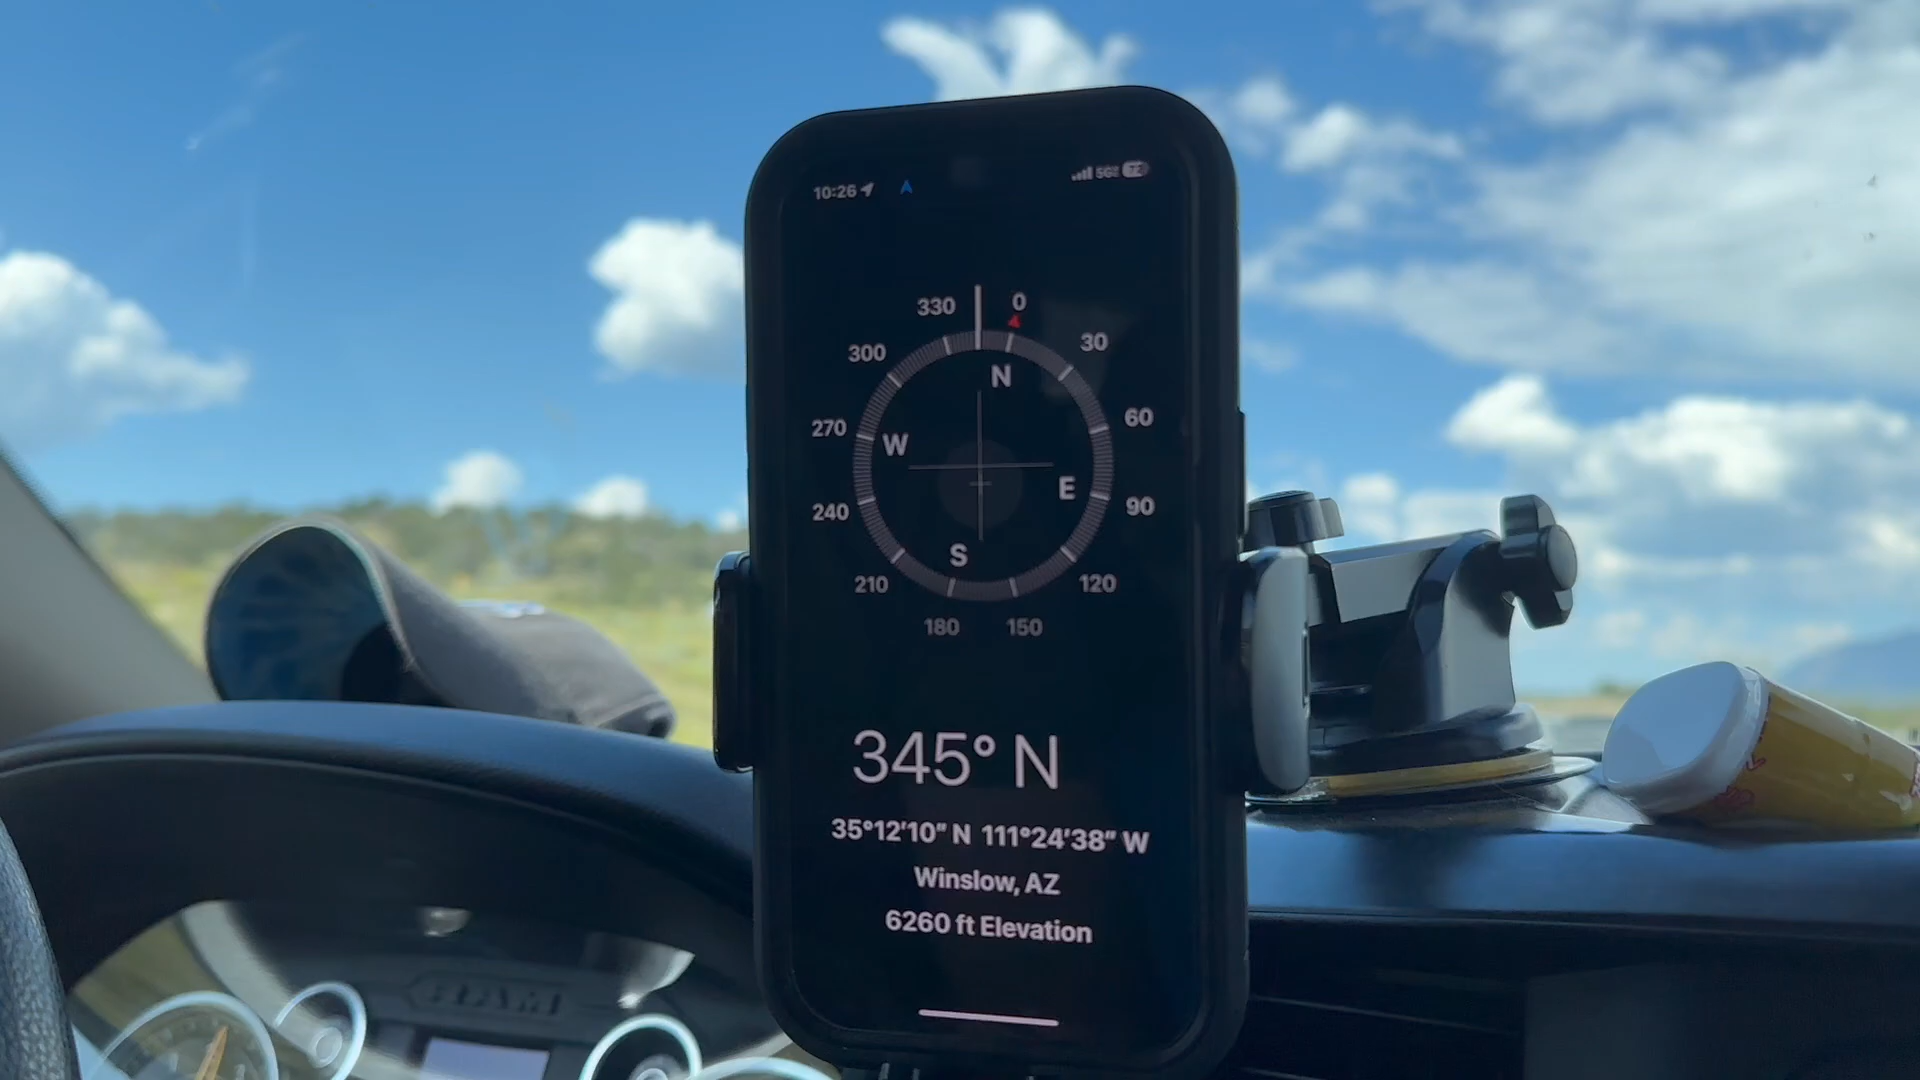 10:26
5G
330
0
30
300
N
60
270
W
E
90
240
S
210
120
180
150
345° N
35°12'10" N 111°24'38" W
Winslow, AZ
6260 ft Elevation
RAM